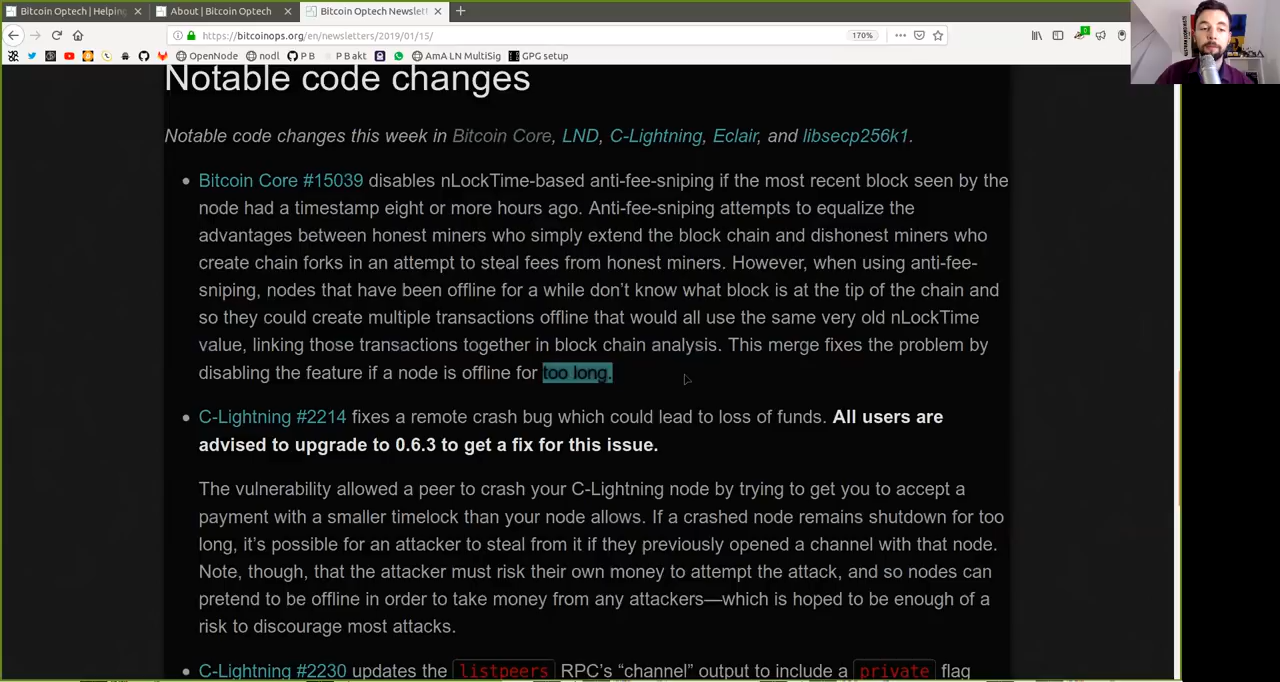 Bitcoin Optech | Helping
About | Bitcoin Optech
Bitcoin Optech Newslett
https://bitcoinops.org/en/newsletters/2019/01/15/
170%
OpenNode
nodl
P B
P B akt
AmA LN MultiSig
GPG setup
Notable code changes
Notable code changes this week in Bitcoin Core, LND, C-Lightning, Eclair, and libsecp256k1.
Bitcoin Core #15039 disables nLockTime-based anti-fee-sniping if the most recent block seen by the
node had a timestamp eight or more hours ago. Anti-fee-sniping attempts to equalize the
advantages between honest miners who simply extend the block chain and dishonest miners who
create chain forks in an attempt to steal fees from honest miners. However, when using anti-fee-
sniping, nodes that have been offline for a while don’t know what block is at the tip of the chain and
so they could create multiple transactions offline that would all use the same very old nLockTime
value, linking those transactions together in block chain analysis. This merge fixes the problem by
disabling the feature if a node is offline for too long.
C-Lightning #2214 fixes a remote crash bug which could lead to loss of funds. All users are
advised to upgrade to 0.6.3 to get a fix for this issue.
The vulnerability allowed a peer to crash your C-Lightning node by trying to get you to accept a
payment with a smaller timelock than your node allows. If a crashed node remains shutdown for too
long, it’s possible for an attacker to steal from it if they previously opened a channel with that node.
Note, though, that the attacker must risk their own money to attempt the attack, and so nodes can
pretend to be offline in order to take money from any attackers—which is hoped to be enough of a
risk to discourage most attacks.
C-Lightning #2230 updates the listpeers RPC’s “channel” output to include a private flag